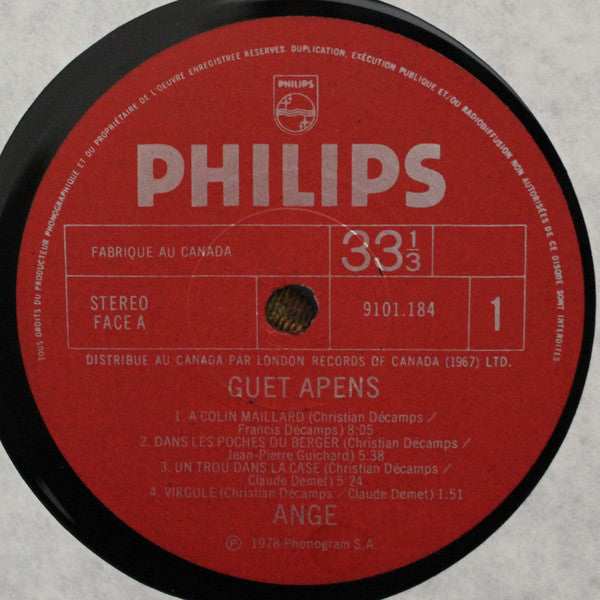 TOUS DROITS DU PRODUCTEUR PHONOGRAPHIQUE ET DU PROPRIÉTAIRE DE L'OEUVRE ENREGISTREE RESERVES. DUPLICATION, EXÉCUTION PUBLIQUE ET/OU RADIODIFFUSION NON AUTORISÉES DE CE DISQUE SONT INTERDITES
PHILIPS
PHILIPS
FABRIQUE AU CANADA
33 1/3
STEREO
FACE A
9101.184
1
DISTRIBUE AU CANADA PAR LONDON RECORDS OF CANADA (1967) LTD.
GUET APENS
1. A COLIN MAILLARD (Christian Décamps /
Francis Décamps) 8:05
2. DANS LES POCHES DU BERGER (Christian Décamps /
Jean-Pierre Guichard) 5:38
3. UN TROU DANS LA CASE (Christian Décamps /
Claude Demet) 5:24
4. VIRGULE (Christian Décamps / Claude Demet) 1:51
ANGE
℗ 1978 Phonogram S.A.